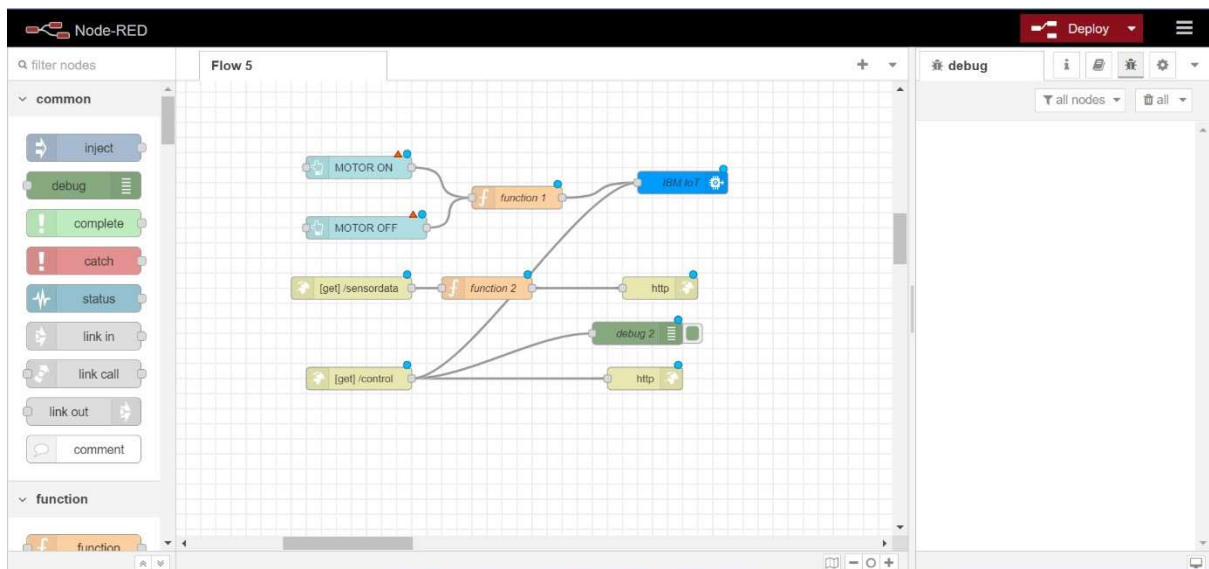 Node-RED
Deploy
filter nodes
Flow 5
debug
i
all nodes
all
common
inject
debug
complete
catch
status
link in
link call
link out
comment
function
function
MOTOR ON
MOTOR OFF
function 1
IBM IoT
[get] /sensordata
function 2
http
debug 2
[get] /control
http